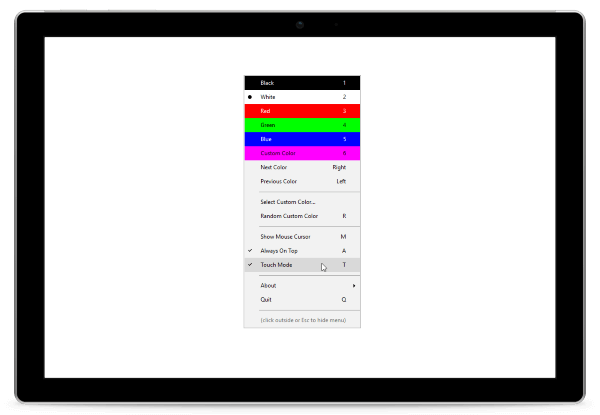 Black 1
White 2
Red 3
Green 4
Blue 5
Custom Color 6
Next Color Right
Previous Color Left
Select Custom Color...
Random Custom Color R
Show Mouse Cursor M
Always On Top A
Touch Mode T
About
Quit Q
(click outside or Esc to hide menu)